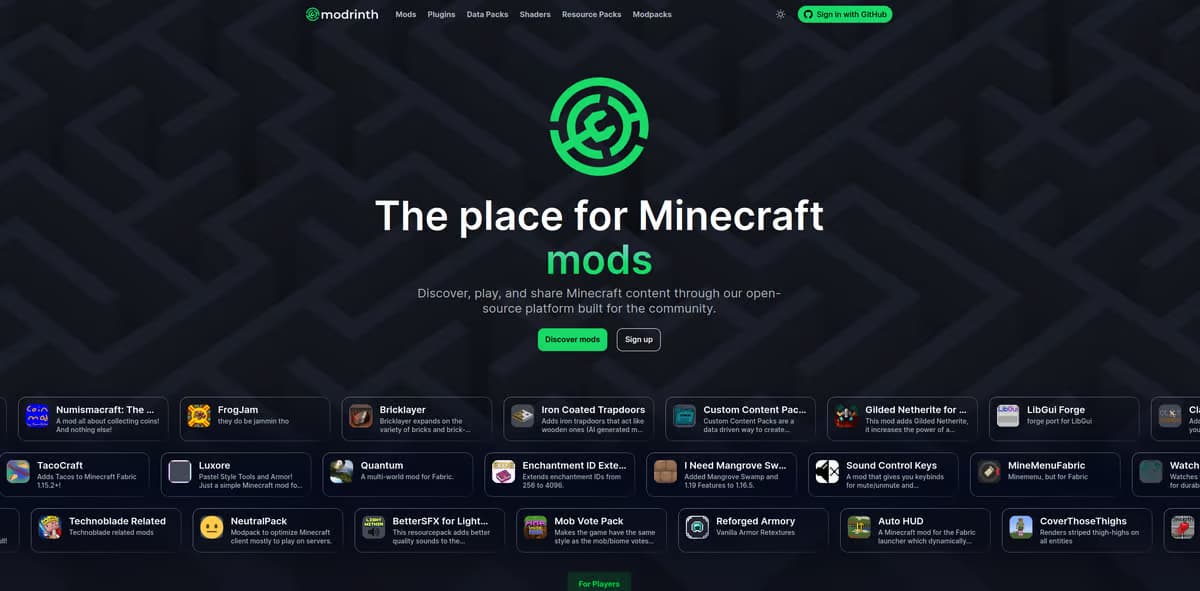 modrinth
Mods
Plugins
Data Packs
Shaders
Resource Packs
Modpacks
Sign in with GitHub
The place for Minecraft
mods
Discover, play, and share Minecraft content through our open-
source platform built for the community.
Discover mods
Sign up
Numismacraft: The ...
A mod all about collecting coins!
And nothing else!
FrogJam
they do be jammin tho
Bricklayer
Bricklayer expands on the
variety of bricks and brick-...
Iron Coated Trapdoors
Adds iron trapdoors that act like
wooden ones (AI generated m...
Custom Content Pac...
Custom Content Packs are a
data driven way to create...
Gilded Netherite for ...
This mod adds Gilded Netherite,
it increases the power of a...
LibGui Forge
forge port for LibGui
TacoCraft
Adds Tacos to Minecraft Fabric
1.15.2+!
Luxore
Pastel Style Tools and Armor!
Just a simple Minecraft mod fo...
Quantum
A multi-world mod for Fabric.
Enchantment ID Exte...
Extends enchantment IDs from
256 to 4096.
I Need Mangrove Sw...
Added Mangrove Swamp and
1.19 Features to 1.16.5.
Sound Control Keys
A mod that gives you keybinds
for mute/unmute and...
MineMenuFabric
Minemenu, but for Fabric
Watch
Watches
for durab
Technoblade Related
Technoblade related mods
NeutralPack
Modpack to optimize Minecraft
client mostly to play on servers.
BetterSFX for Light...
This resourcepack adds better
quality sounds to the...
Mob Vote Pack
Makes the game have the same
style as the mob/biome votes...
Reforged Armory
Vanilla Armor Retextures
Auto HUD
A Minecraft mod for the Fabric
launcher which dynamically...
CoverThoseThighs
Renders striped thigh-highs on
all entities
For Players